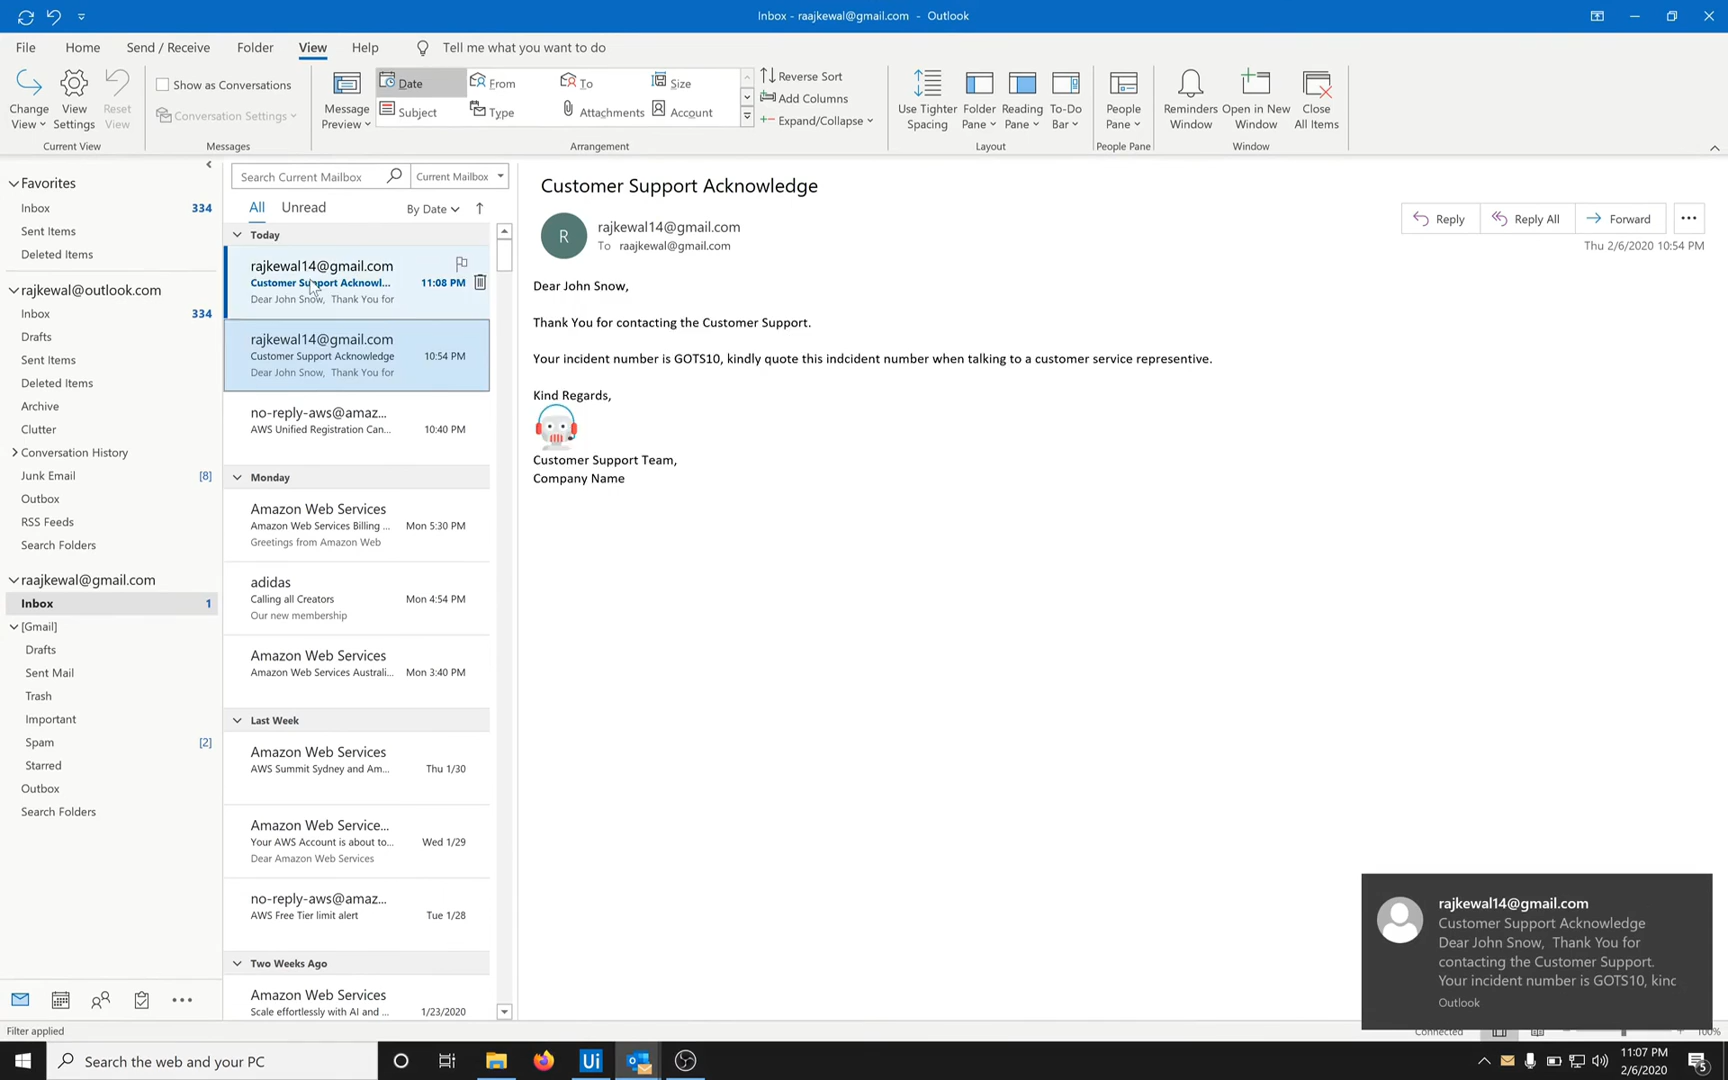 Inbox - raajkewal@gmail.com - Outlook
File Home Send / Receive Folder View Help Tell me what you want to do
Change View
View Settings
Reset View
Current View
Show as Conversations
Conversation Settings
Messages
Message Preview
Date From To Size
Subject Type Attachments Account
Reverse Sort
Add Columns
Expand/Collapse
Arrangement
Use Tighter Spacing
Folder Pane
Reading Pane
To-Do Bar
Layout
People Pane
People Pane
Reminders Window
Open in New Window
Close All Items
Window
Favorites
Inbox 334
Sent Items
Deleted Items
rajkewal@outlook.com
Inbox 334
Drafts
Sent Items
Deleted Items
Archive
Clutter
Conversation History
Junk Email [8]
Outbox
RSS Feeds
Search Folders
raajkewal@gmail.com
Inbox 1
[Gmail]
Drafts
Sent Mail
Trash
Important
Spam [2]
Starred
Outbox
Search Folders
Search Current Mailbox Current Mailbox
All Unread By Date
Today
rajkewal14@gmail.com
Customer Support Acknowl... 11:08 PM
Dear John Snow, Thank You for
rajkewal14@gmail.com
Customer Support Acknowledge 10:54 PM
Dear John Snow, Thank You for
no-reply-aws@amaz...
AWS Unified Registration Can... 10:40 PM
Monday
Amazon Web Services
Amazon Web Services Billing ... Mon 5:30 PM
Greetings from Amazon Web
adidas
Calling all Creators Mon 4:54 PM
Our new membership
Amazon Web Services
Amazon Web Services Australi... Mon 3:40 PM
Last Week
Amazon Web Services
AWS Summit Sydney and Am... Thu 1/30
Amazon Web Service...
Your AWS Account is about to... Wed 1/29
Dear Amazon Web Services
no-reply-aws@amaz...
AWS Free Tier limit alert Tue 1/28
Two Weeks Ago
Amazon Web Services
Scale effortlessly with AI and ... 1/23/2020
Customer Support Acknowledge
R
rajkewal14@gmail.com
To raajkewal@gmail.com
Reply Reply All Forward
Thu 2/6/2020 10:54 PM
Dear John Snow,
Thank You for contacting the Customer Support.
Your incident number is GOTS10, kindly quote this indcident number when talking to a customer service representive.
Kind Regards,
Customer Support Team,
Company Name
rajkewal14@gmail.com
Customer Support Acknowledge
Dear John Snow, Thank You for
contacting the Customer Support.
Your incident number is GOTS10, kinc
Outlook
Filter applied
Connected
100%
Search the web and your PC
Ui
11:07 PM
2/6/2020
5